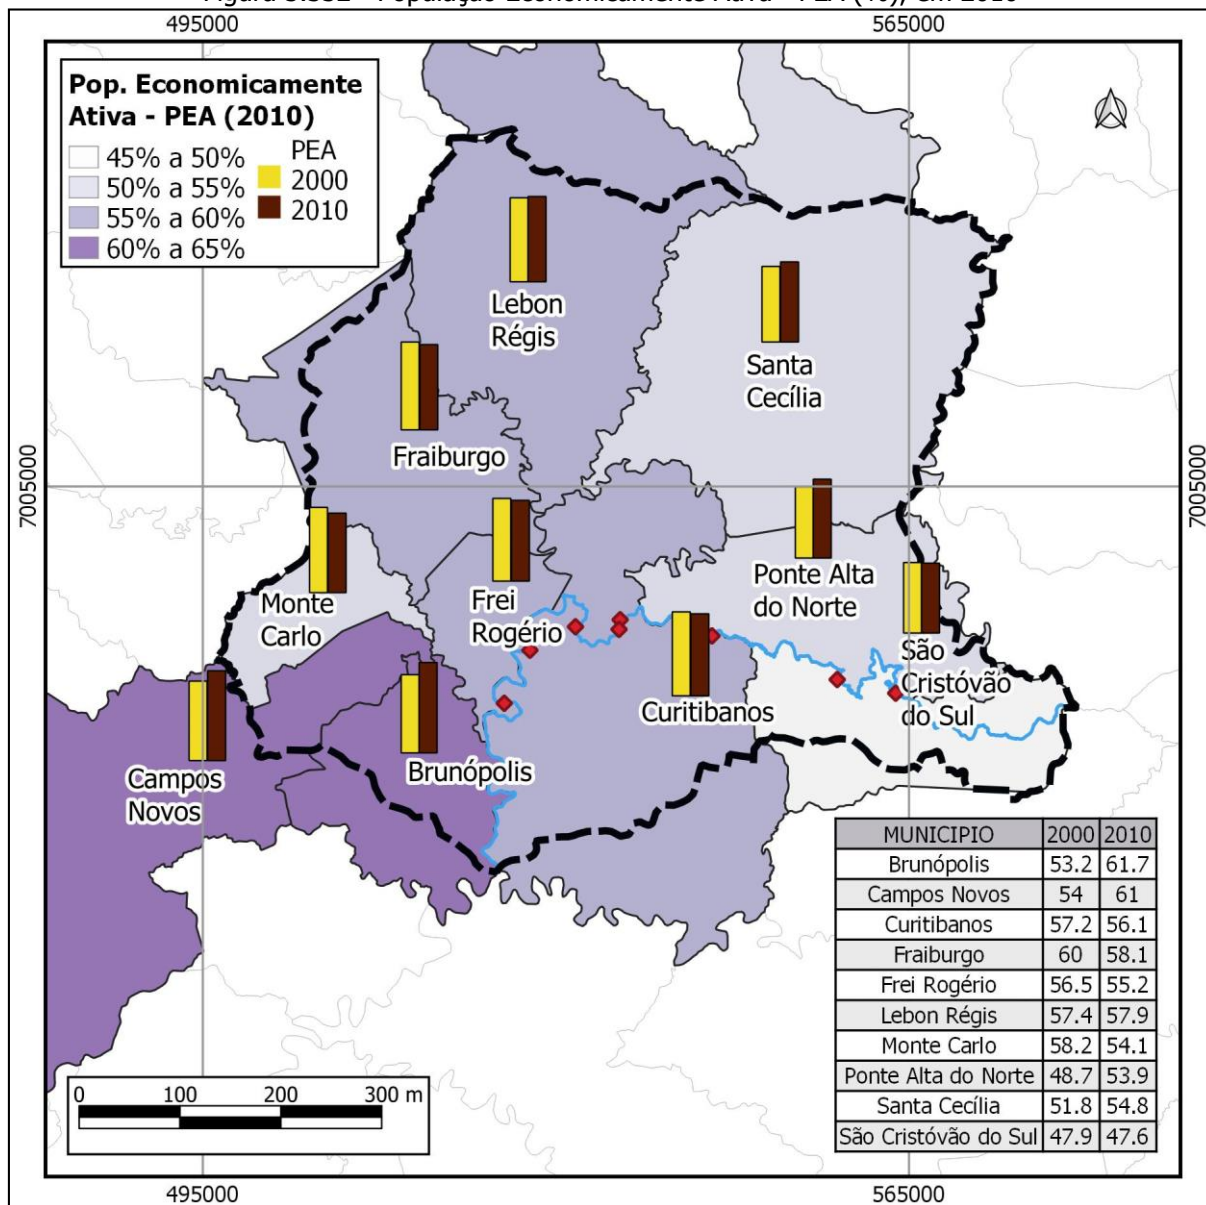 495000
565000
Pop. Economicamente
Ativa - PEA (2010)
45% a 50%
50% a 55%
55% a 60%
60% a 65%
PEA
2000
2010
Lebon
Régis
Santa
Cecília
Fraiburgo
7005000
7005000
Monte
Carlo
Frei
Rogério
Ponte Alta
do Norte
São
Cristóvão
do Sul
Curitibanos
Campos
Novos
Brunópolis
MUNICIPIO 2000 2010
Brunópolis 53.2 61.7
Campos Novos 54 61
Curitibanos 57.2 56.1
Fraiburgo 60 58.1
Frei Rogério 56.5 55.2
Lebon Régis 57.4 57.9
Monte Carlo 58.2 54.1
Ponte Alta do Norte 48.7 53.9
Santa Cecília 51.8 54.8
São Cristóvão do Sul 47.9 47.6
0 100 200 300 m
495000
565000